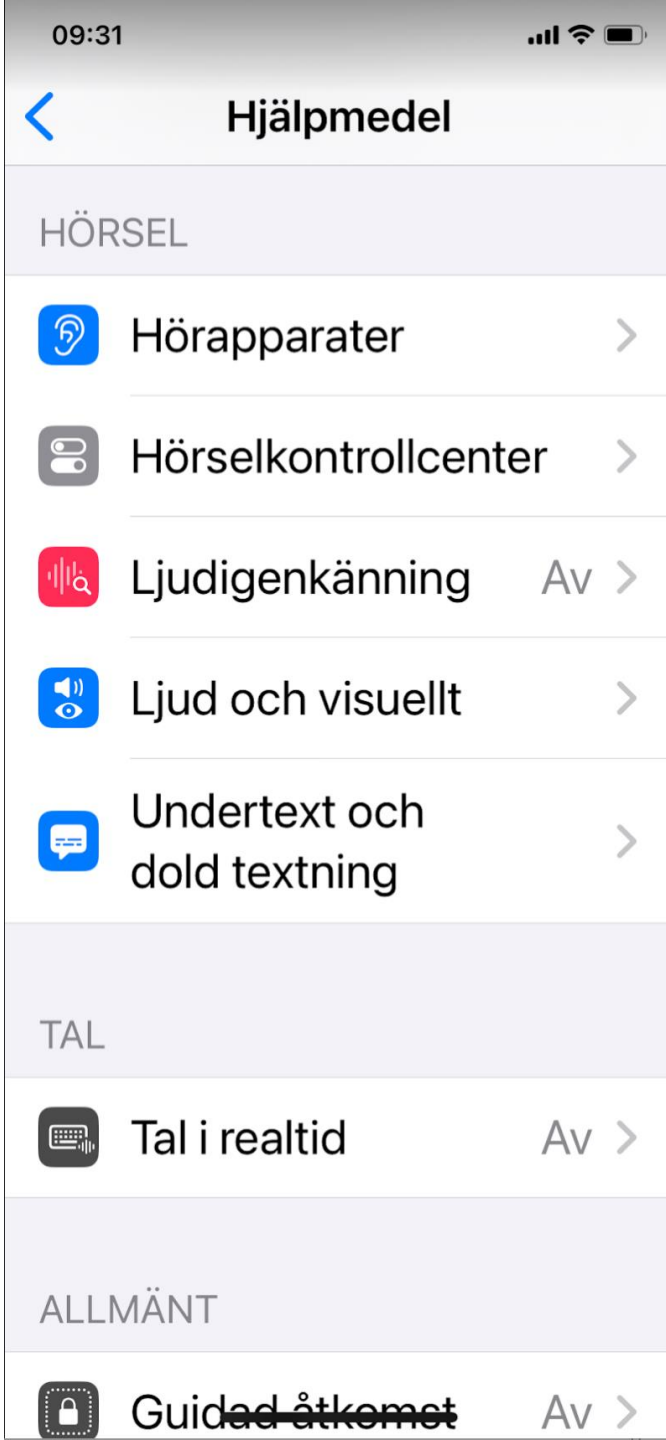 09:31
Hjälpmedel
HÖRSEL
Hörapparater
Hörselkontrollcenter
Ljudigenkänning Av
Ljud och visuellt
Undertext och
dold textning
TAL
Tal i realtid Av
ALLMÄNT
Guidad åtkomst Av